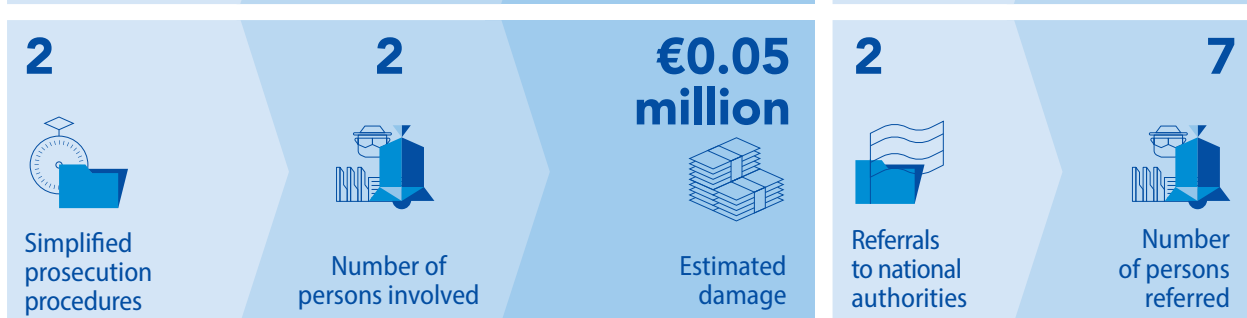 2
Simplified
prosecution
procedures
2
Number of
persons involved
€0.05
million
Estimated
damage
2
Referrals
to national
authorities
7
Number
of persons
referred